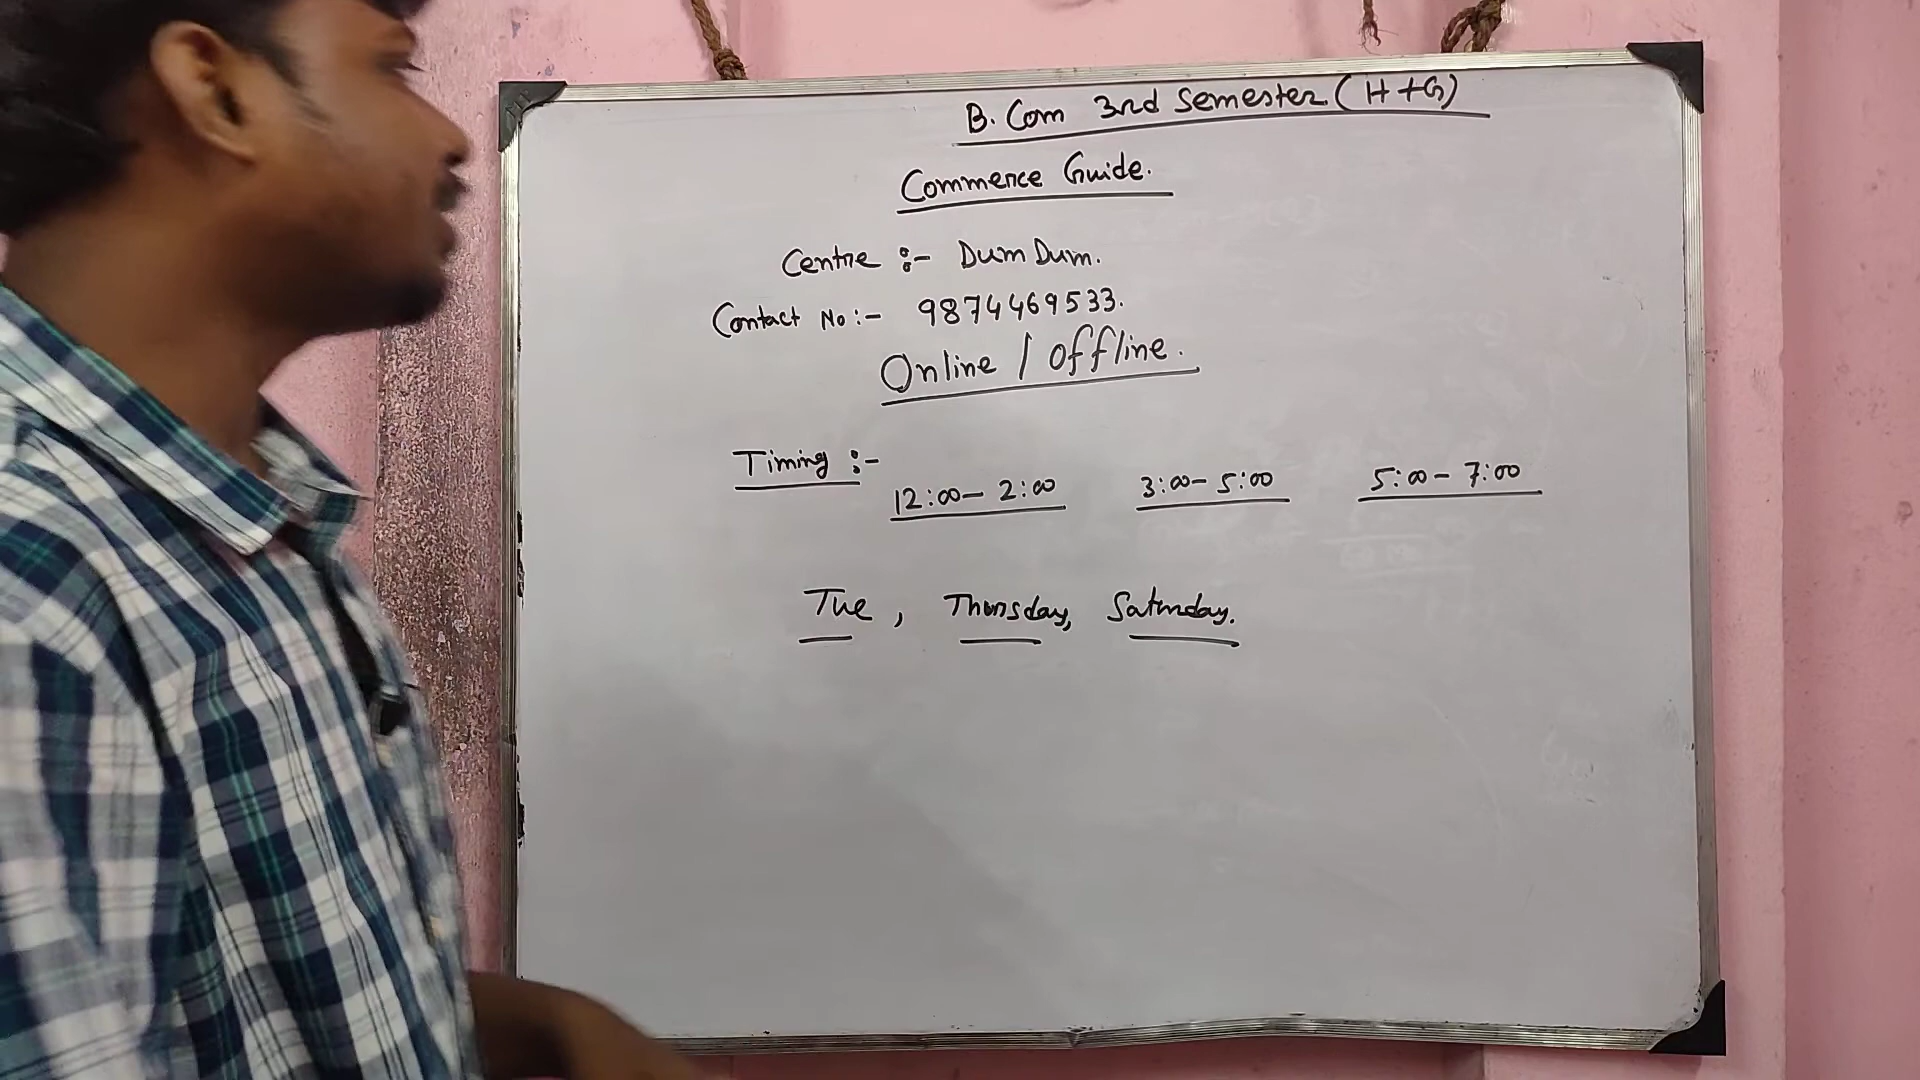 B. Com 3rd Semester (H+G)
Commerce Guide.
Centre :- Dum Dum.
Contact No :- 9874469533.
Online / Offline.
Timing :-
12:00 - 2:00 3:00 - 5:00 5:00 - 7:00
Tue, Thursday, Saturday.